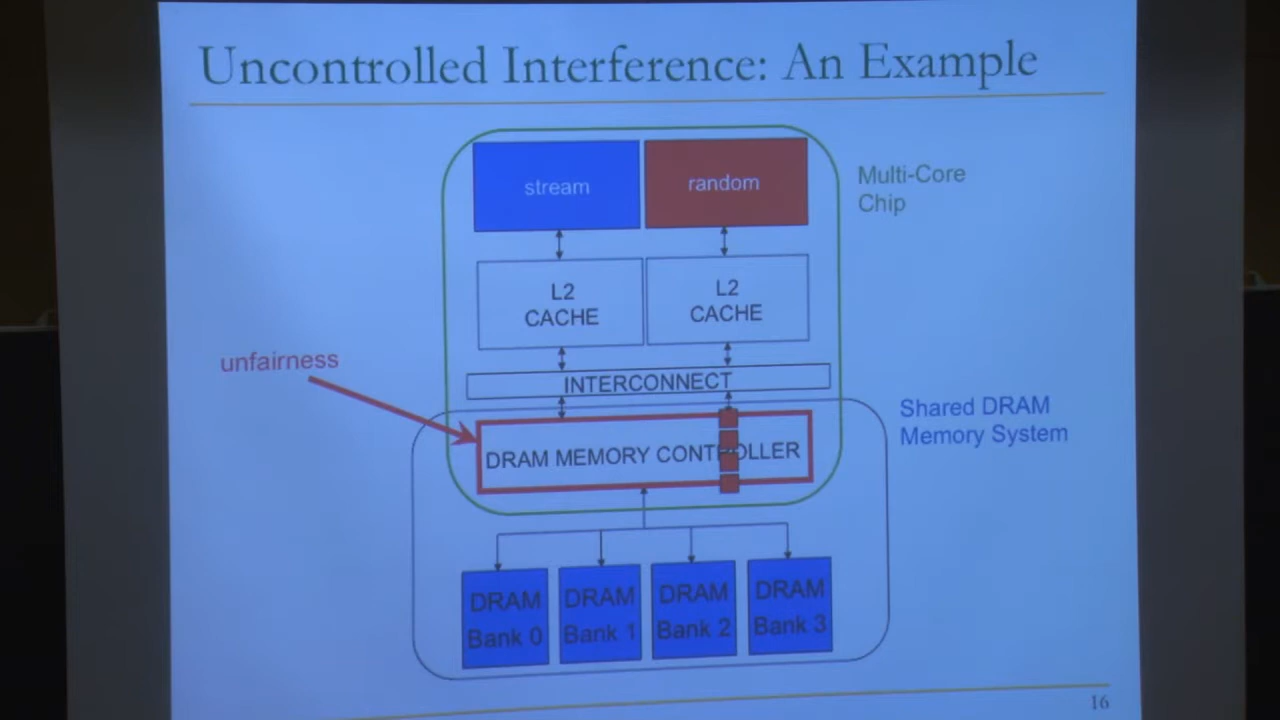 Uncontrolled Interference: An Example
stream
random
Multi-Core
Chip
L2
CACHE
L2
CACHE
unfairness
INTERCONNECT
Shared DRAM
Memory System
DRAM MEMORY CONTROLLER
DRAM
Bank 0
DRAM
Bank 1
DRAM
Bank 2
DRAM
Bank 3
16